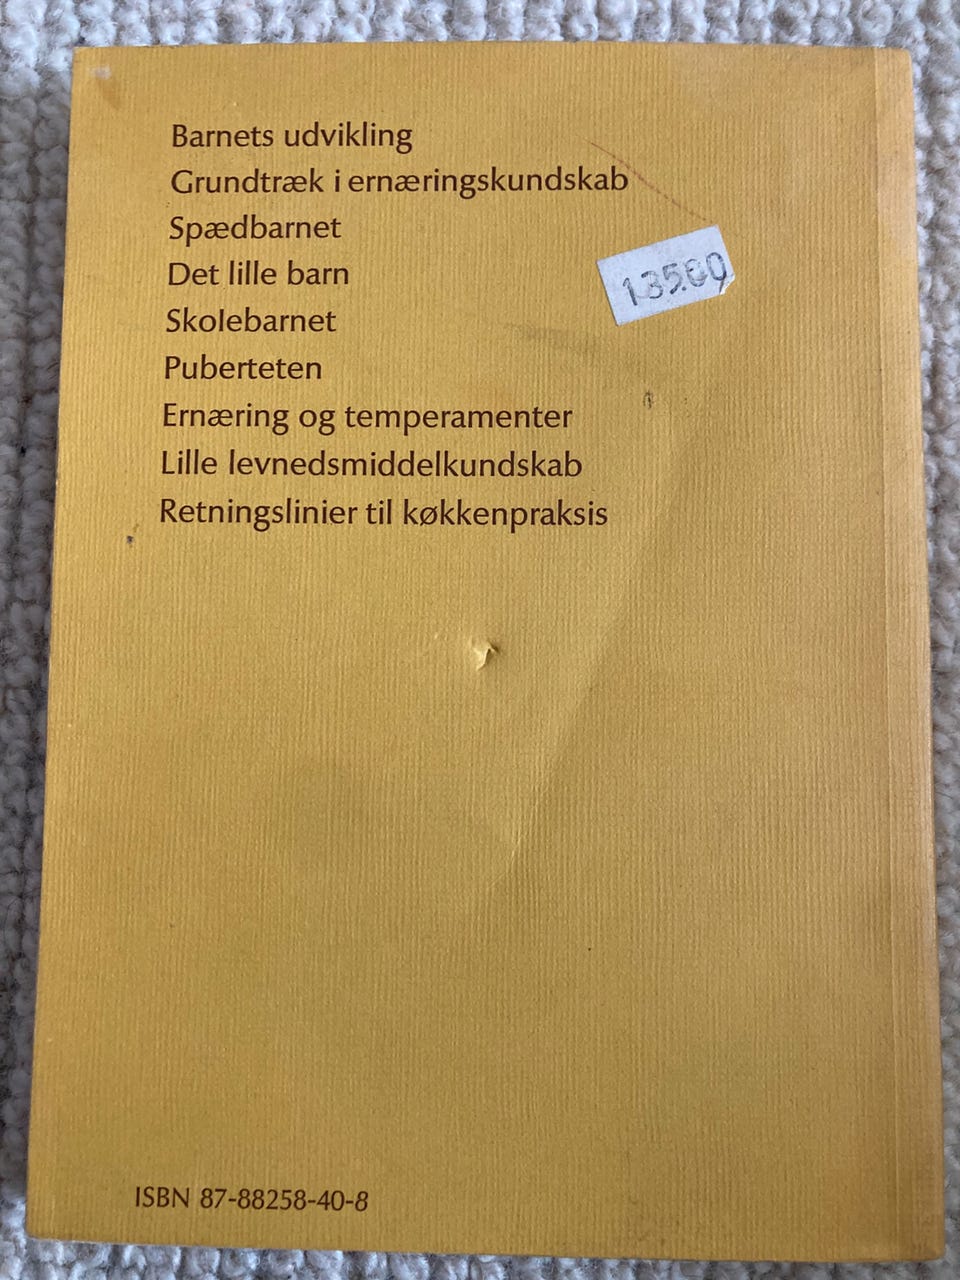 Barnets udvikling
Grundtræk i ernæringskundskab
Spædbarnet
Det lille barn
Skolebarnet
Puberteten
Ernæring og temperamenter
Lille levnedsmiddelkundskab
Retningslinier til køkkenpraksis
135.00
ISBN 87-88258-40-8